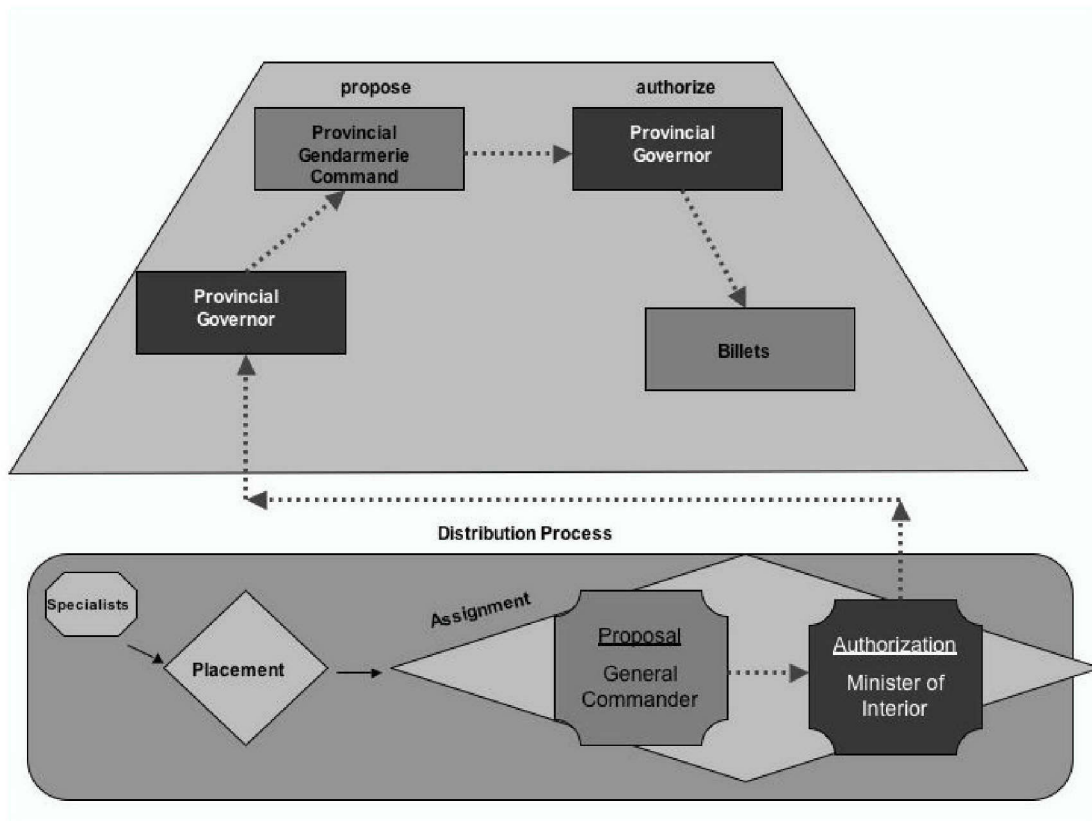 propose
authorize
Provincial
Gendarmerie
Command
Provincial
Governor
Provincial
Governor
Billets
Distribution Process
Specialists
Placement
Assignment
Proposal
General
Commander
Authorization
Minister of
Interior